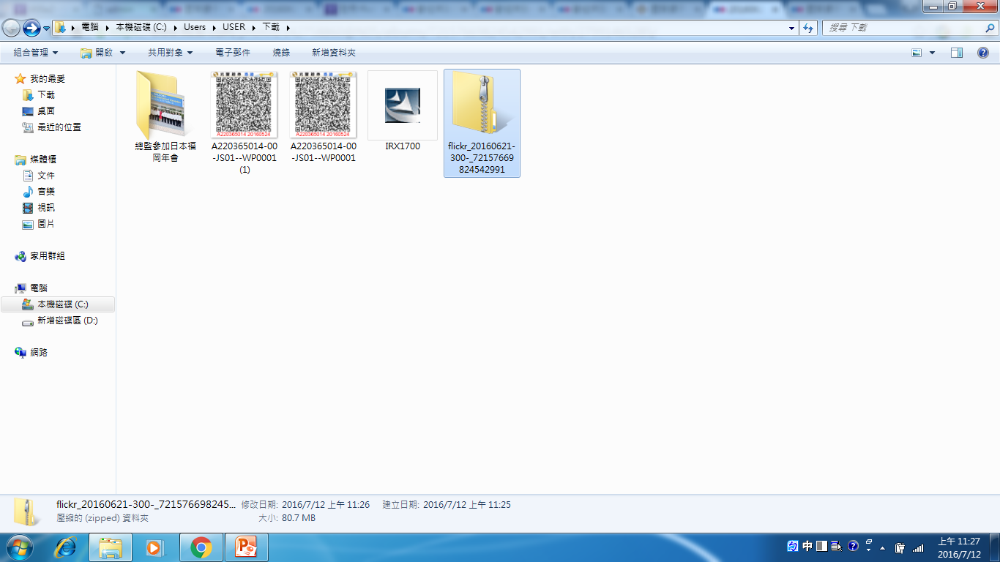 電腦 本機磁碟 (C:) Users USER 下載
搜尋 下載
組合管理 開啟 共用對象 電子郵件 燒錄 新增資料夾
我的最愛
下載
桌面
最近的位置
媒體櫃
文件
音樂
視訊
圖片
家用群組
電腦
本機磁碟 (C:)
新增磁碟區 (D:)
網路
總監參加日本福
岡年會
A220365014 20160524
A220365014-00
-JS01--WP0001
(1)
A220365014 20160524
A220365014-00
-JS01--WP0001
IRX1700
flickr_20160621-
300-_72157669
824542991
flickr_20160621-300-_721576698245... 修改日期: 2016/7/12 上午 11:26 建立日期: 2016/7/12 上午 11:25
壓縮的 (zipped) 資料夾 大小: 80.7 MB
中
上午 11:27
2016/7/12